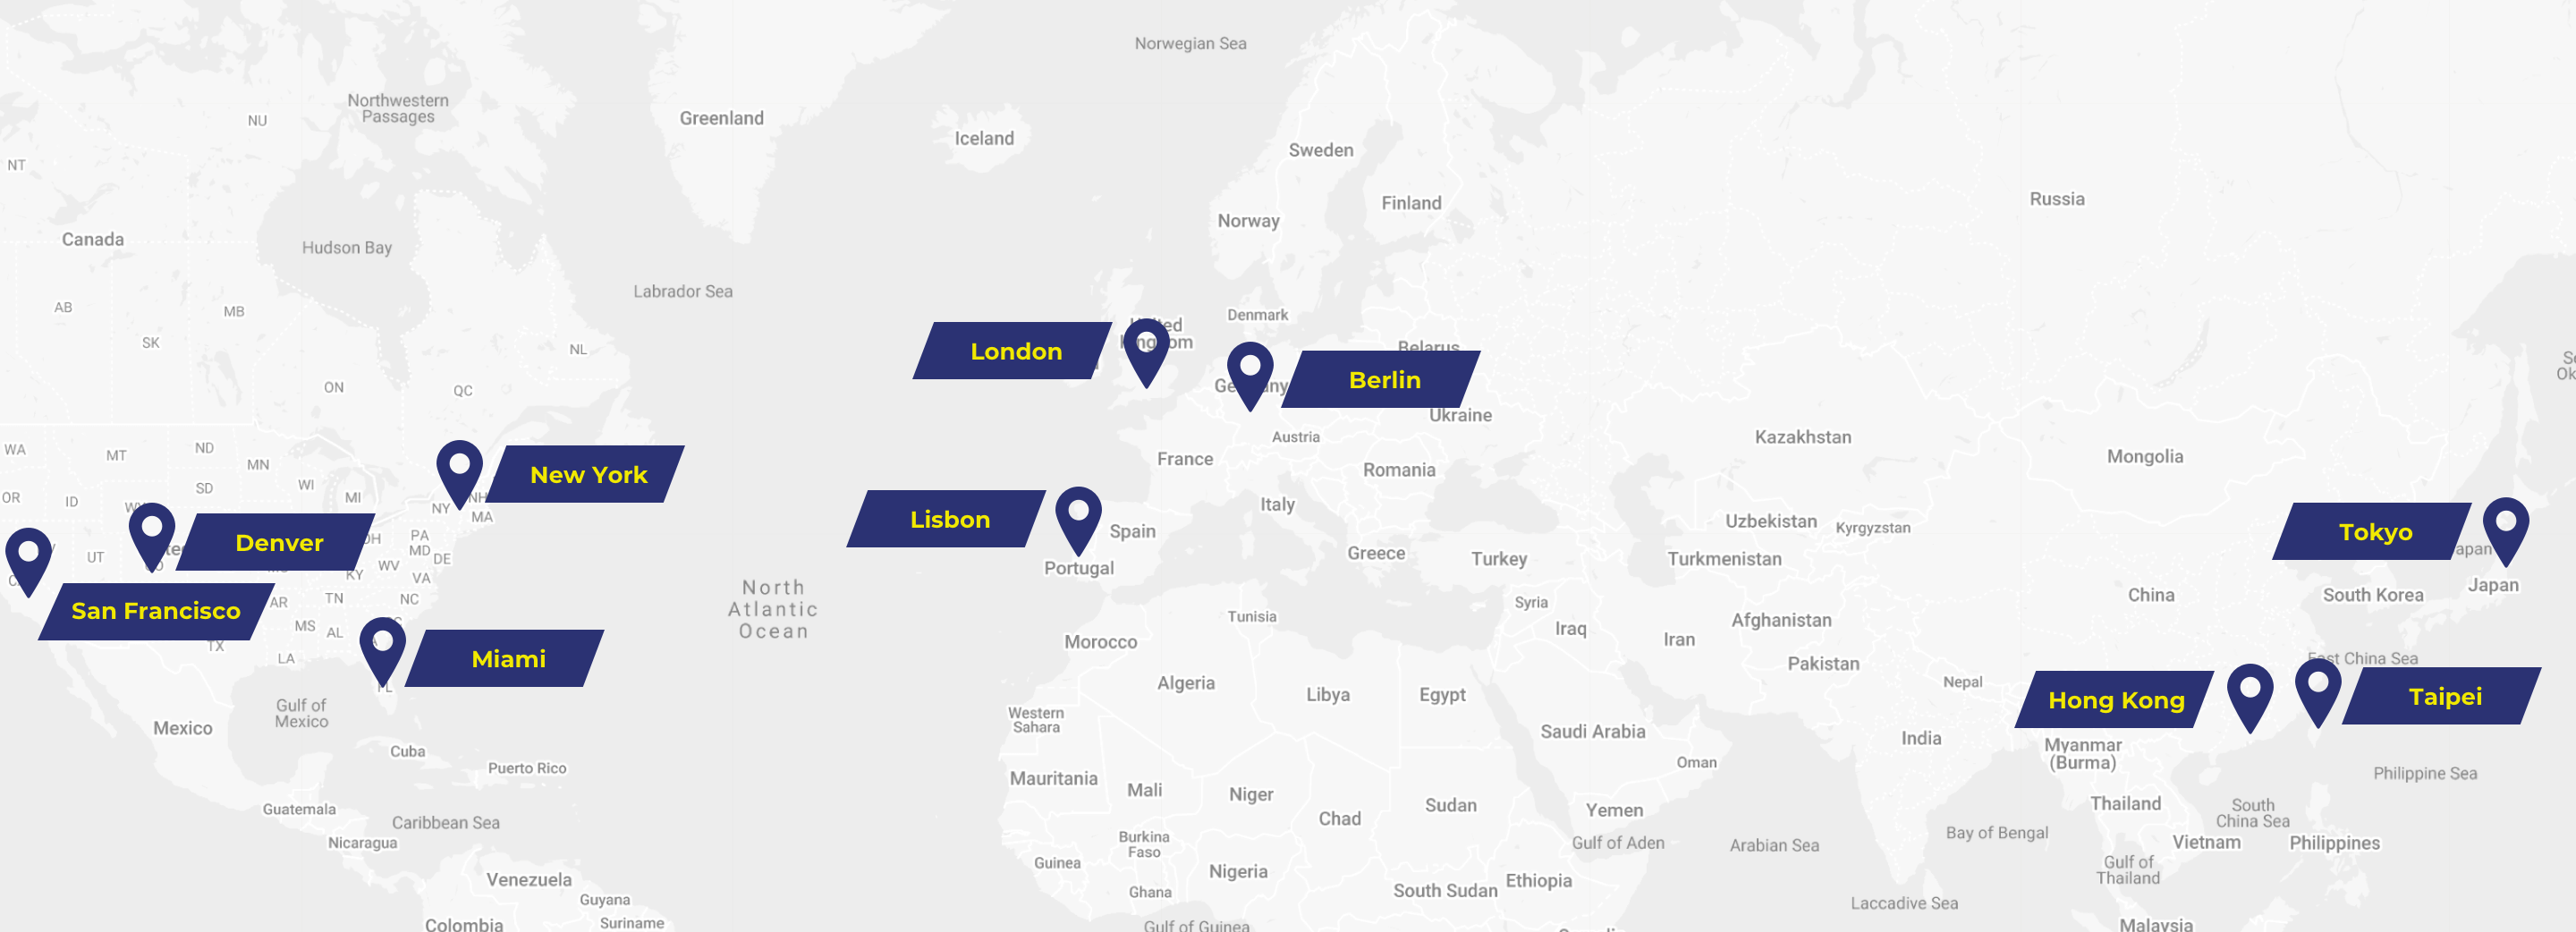 Norwegian Sea
Northwestern
Passages
NU
Greenland
Iceland
NT
Sweden
Russia
Finland
Norway
Canada
Hudson Bay
Labrador Sea
AB
MB
Denmark
SK
NL
London
Belarus
Berlin
ON
QC
Ukraine
Austria
Kazakhstan
WA
MT
ND
MN
France
Mongolia
Romania
New York
SD
WI
OR
ID
MI
NH
NY
MA
Italy
Lisbon
Spain
Uzbekistan
Kyrgyzstan
Tokyo
Denver
PA
MD
DE
UT
Greece
Turkey
Turkmenistan
Portugal
WV
KY
VA
Japan
China
South Korea
San Francisco
AR
TN
NC
North
Atlantic
Ocean
Syria
Tunisia
Iraq
Iran
Afghanistan
MS
AL
TX
LA
Morocco
Pakistan
East China Sea
Miami
Algeria
Libya
Egypt
Nepal
Hong Kong
Taipei
Gulf of
Mexico
Mexico
Western
Sahara
Saudi Arabia
India
Myanmar
(Burma)
Cuba
Puerto Rico
Oman
Philippine Sea
Mauritania
Mali
Niger
Chad
Sudan
Yemen
Thailand
South
China Sea
Guatemala
Caribbean Sea
Nicaragua
Burkina
Faso
Gulf of Aden
Arabian Sea
Bay of Bengal
Vietnam
Philippines
Guinea
Nigeria
Gulf of
Thailand
Venezuela
Ghana
South Sudan
Ethiopia
Guyana
Laccadive Sea
Colombia
Suriname
Gulf of Guinea
Malaysia